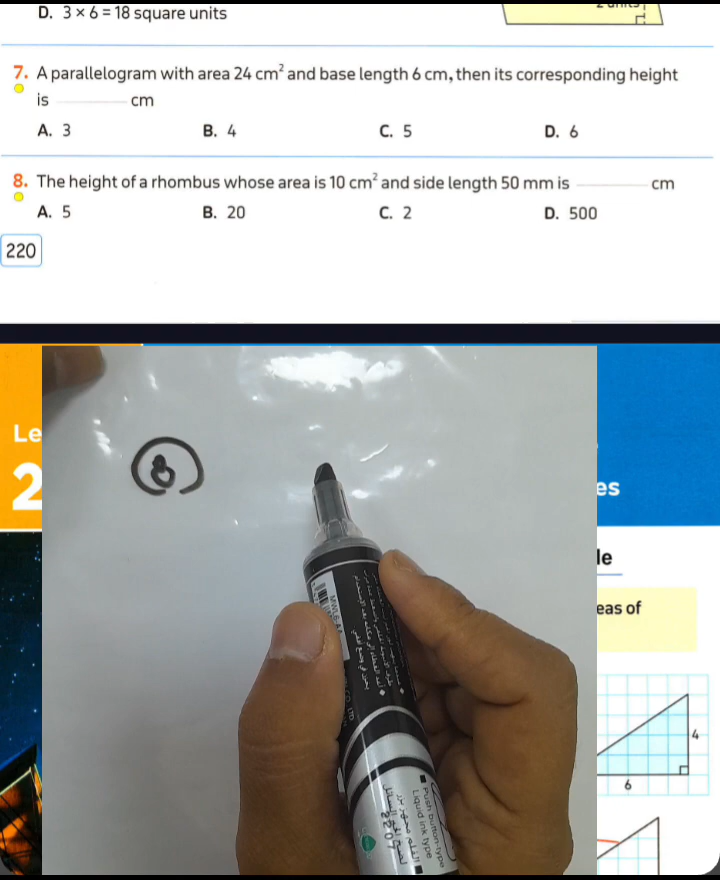 D. 3 × 6 = 18 square units
7. A parallelogram with area 24 cm² and base length 6 cm, then its corresponding height
is ............ cm
A. 3 B. 4 C. 5 D. 6
8. The height of a rhombus whose area is 10 cm² and side length 50 mm is ............ cm
A. 5 B. 20 C. 2 D. 500
220
Le
2
es
8
le
eas of
4
6
Push button-type
Liquid ink type